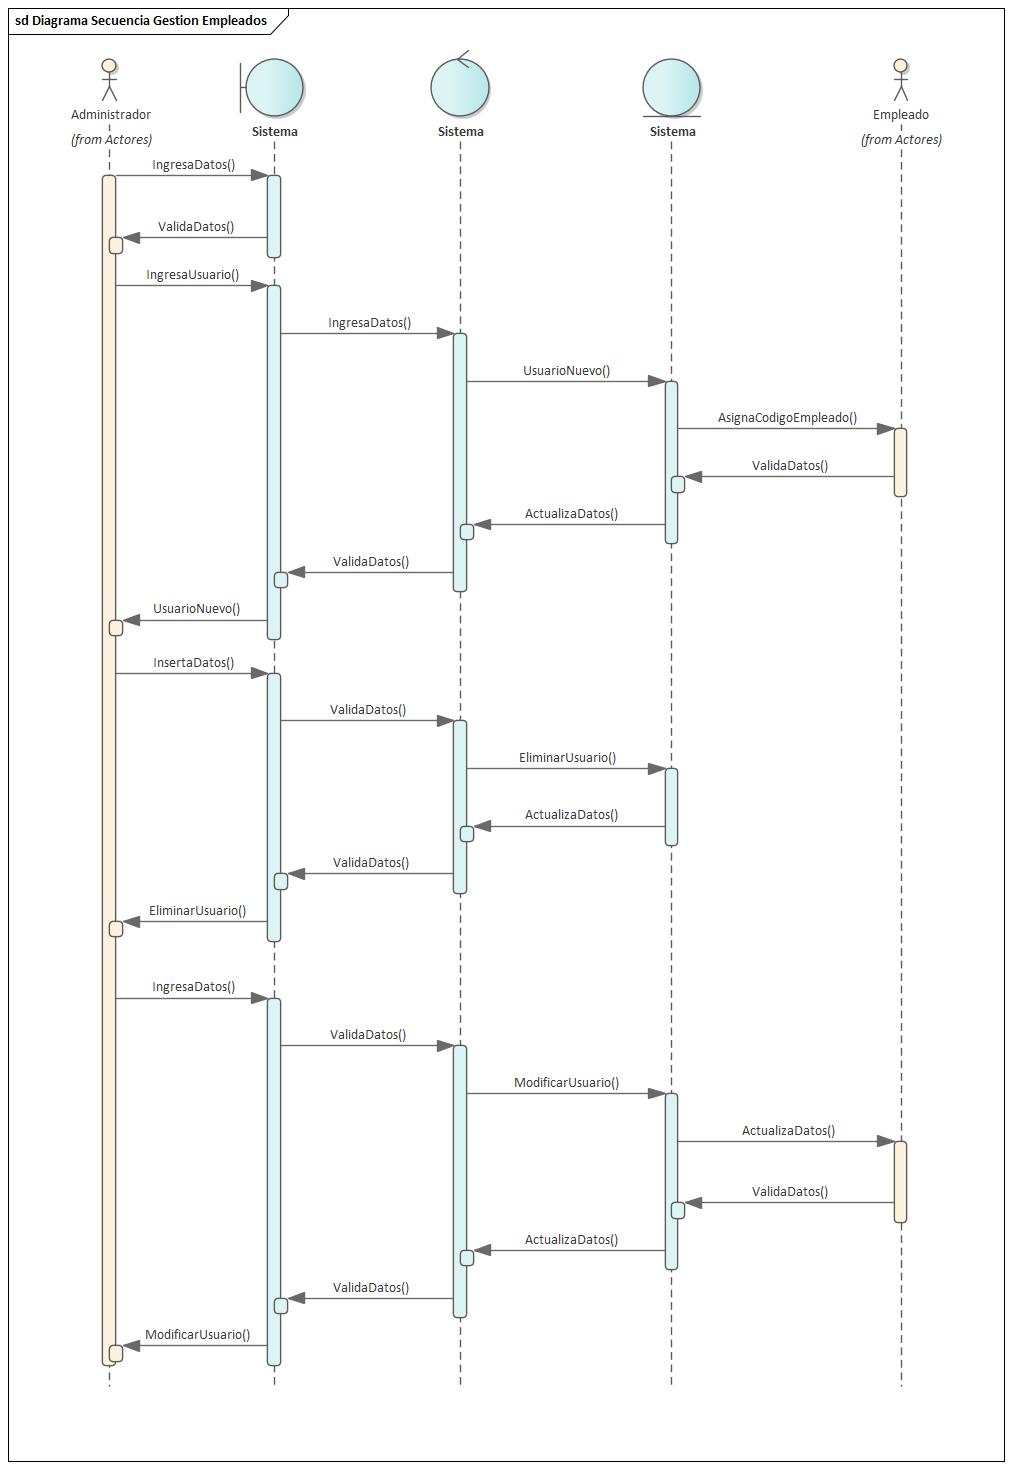 sd Diagrama Secuencia Gestion Empleados
Administrador
(from Actores)
Sistema
Sistema
Sistema
Empleado
(from Actores)
IngresaDatos()
ValidaDatos()
IngresaUsuario()
IngresaDatos()
UsuarioNuevo()
AsignaCodigoEmpleado()
ValidaDatos()
ActualizaDatos()
ValidaDatos()
UsuarioNuevo()
InsertaDatos()
ValidaDatos()
EliminarUsuario()
ActualizaDatos()
ValidaDatos()
EliminarUsuario()
IngresaDatos()
ValidaDatos()
ModificarUsuario()
ActualizaDatos()
ValidaDatos()
ActualizaDatos()
ValidaDatos()
ModificarUsuario()